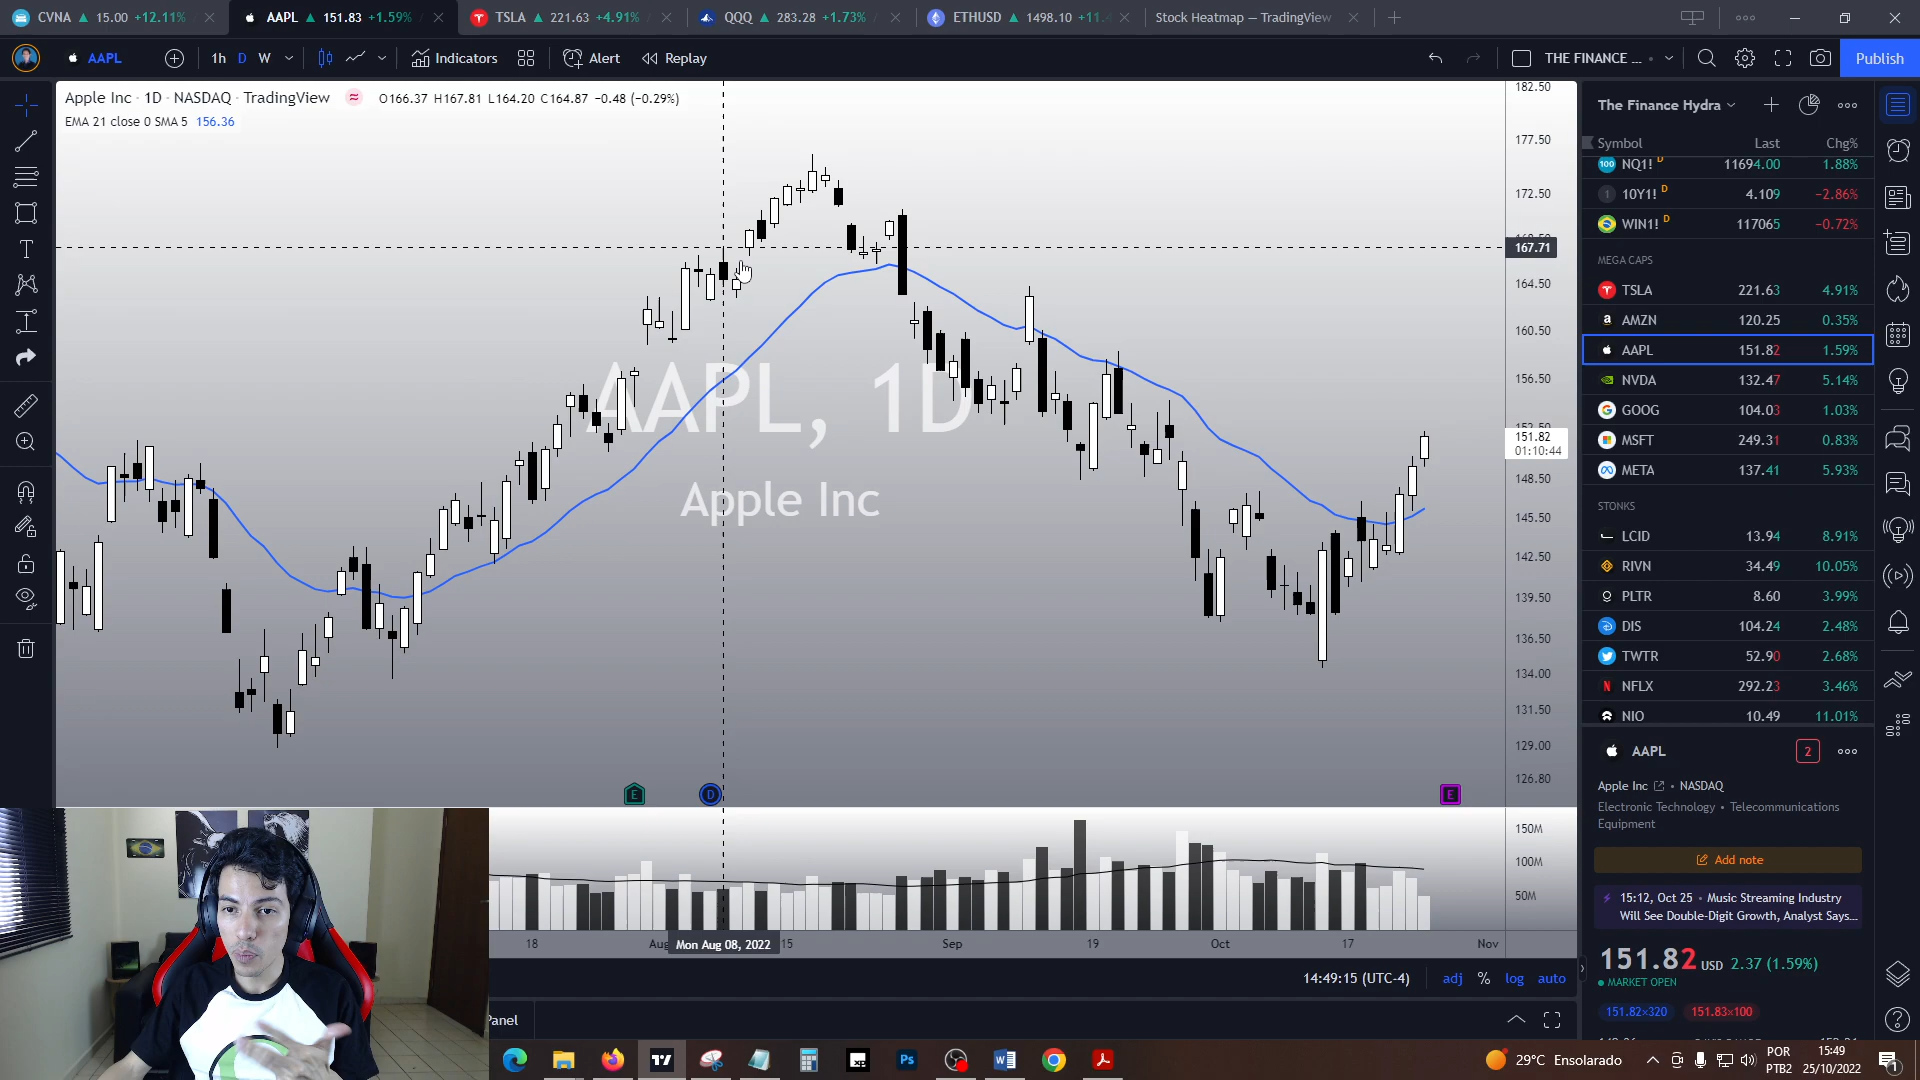 CVNA ▲ 15.00 +12.11%
AAPL ▲ 151.83 +1.59%
TSLA ▲ 221.63 +4.91%
QQQ ▲ 283.28 +1.73%
ETHUSD ▲ 1498.10
Stock Heatmap — TradingView
AAPL
1h D W
Indicators
Alert
Replay
THE FINANCE ...
Publish
Apple Inc · 1D · NASDAQ · TradingView
O166.37 H167.81 L164.20 C164.87 −0.48 (−0.29%)
EMA 21 close 0 SMA 5 156.36
AAPL, 1D
Apple Inc
182.50
177.50
172.50
167.71
164.50
160.50
156.50
151.82
01:10:44
148.50
145.50
142.50
139.50
136.50
134.00
131.50
129.00
126.80
E
D
E
150M
100M
50M
18
Aug
Mon Aug 08, 2022
15
Sep
19
Oct
17
Nov
14:49:15 (UTC-4)
adj % log auto
Panel
The Finance Hydra
Symbol Last Chg%
100 NQ1! D 11694.00 1.88%
1 10Y1! D 4.109 −2.86%
WIN1! D 117065 −0.72%
MEGA CAPS
TSLA 221.63 4.91%
AMZN 120.25 0.35%
AAPL 151.82 1.59%
NVDA 132.47 5.14%
GOOG 104.03 1.03%
MSFT 249.31 0.83%
META 137.41 5.93%
STONKS
LCID 13.94 8.91%
RIVN 34.49 10.05%
PLTR 8.60 3.99%
DIS 104.24 2.48%
TWTR 52.90 2.68%
NFLX 292.23 3.46%
NIO 10.49 11.01%
AAPL 2
Apple Inc • NASDAQ
Electronic Technology • Telecommunications
Equipment
Add note
15:12, Oct 25 • Music Streaming Industry
Will See Double-Digit Growth, Analyst Says...
151.82 USD 2.37 (1.59%)
MARKET OPEN
151.82×320 151.83×100
Ps
29°C Ensolarado
POR
PTB2
15:49
25/10/2022
1